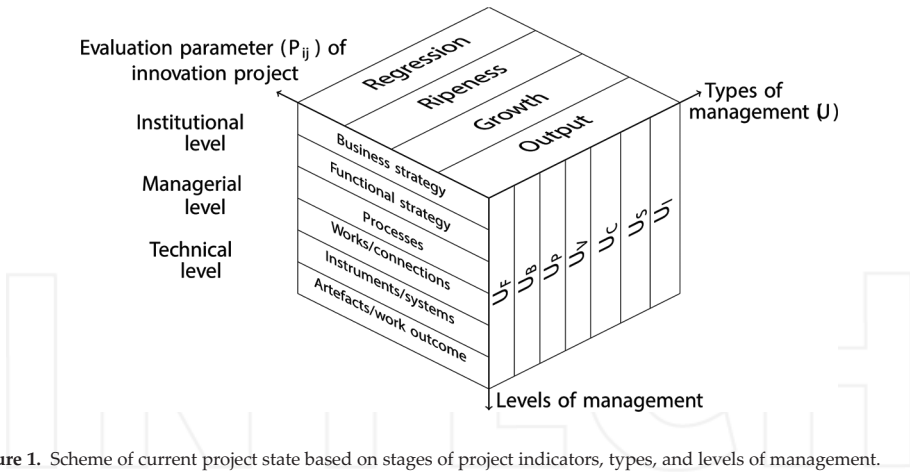 Evaluation parameter (Pij) of
innovation project
Regression
Ripeness
Growth
Output
Types of
management (U)
Institutional
level
Managerial
level
Technical
level
Business strategy
Functional strategy
Processes
Works/connections
Instruments/systems
Artefacts/work outcome
UF
UB
UP
UV
UC
US
UI
Levels of management
ure 1. Scheme of current project state based on stages of project indicators, types, and levels of management.